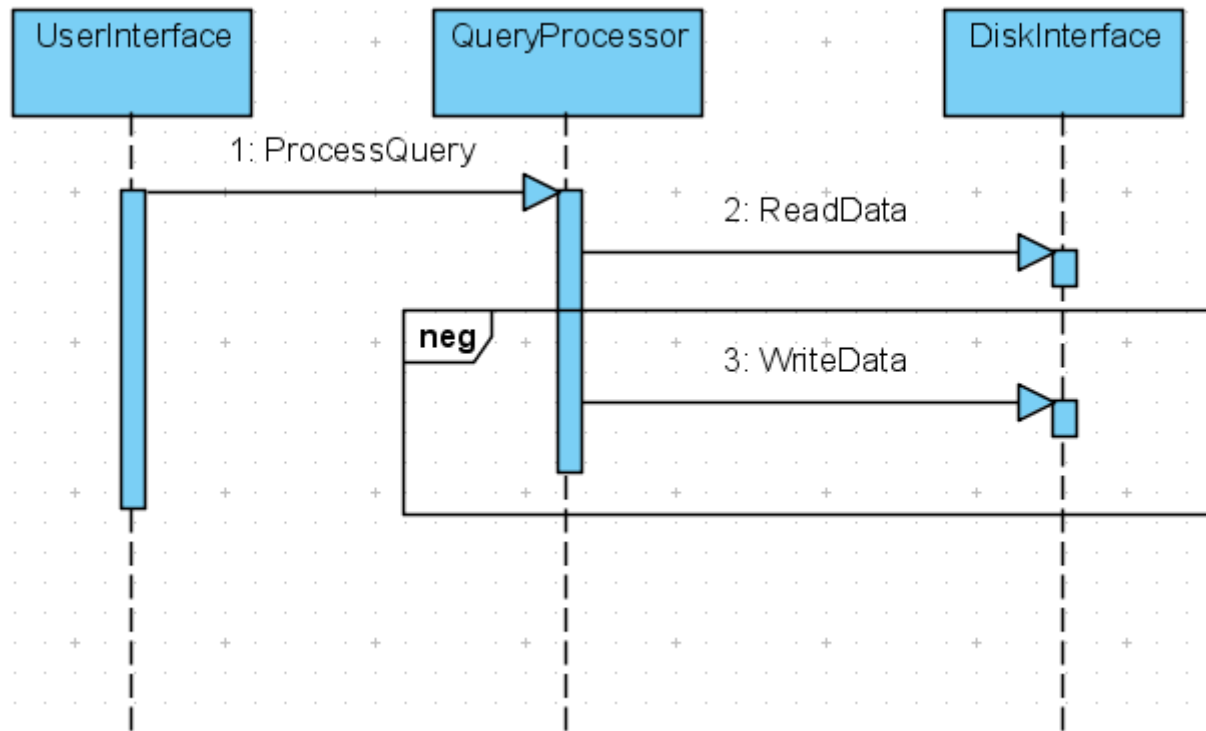 UserInterface
QueryProcessor
DiskInterface
1: ProcessQuery
2: ReadData
neg
3: WriteData